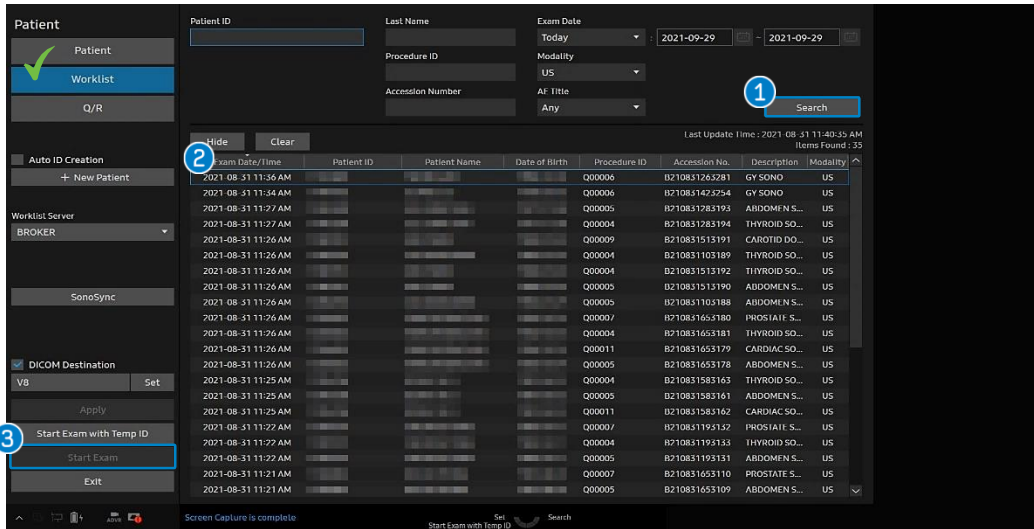 Patient
Patient
Worklist
Q/R
Auto ID Creation
+ New Patient
Worklist Server
BROKER
SonoSync
DICOM Destination
V8 Set
Apply
Start Exam with Temp ID
3
Start Exam
Exit
ADVR
Patient ID Last Name Exam Date
Today : 2021-09-29 ~ 2021-09-29
Procedure ID Modality
US
Accession Number AE Title
Any
1
Search
Last Update Time : 2021-08-31 11:40:35 AM
Items Found : 35
Hide Clear
2
Exam Date/Time Patient ID Patient Name Date of Birth Procedure ID Accession No. Description Modality
2021-08-31 11:36 AM Q00006 B210831263281 GY SONO US
2021-08-31 11:34 AM Q00006 B210831423254 GY SONO US
2021-08-31 11:27 AM Q00005 B210831283193 ABDOMEN S... US
2021-08-31 11:27 AM Q00004 B210831283194 THYROID SO... US
2021-08-31 11:26 AM Q00009 B210831513191 CAROTID DO... US
2021-08-31 11:26 AM Q00004 B210831103189 THYROID SO... US
2021-08-31 11:26 AM Q00004 B210831513192 THYROID SO... US
2021-08-31 11:26 AM Q00005 B210831513190 ABDOMEN S... US
2021-08-31 11:26 AM Q00005 B210831103188 ABDOMEN S... US
2021-08-31 11:26 AM Q00007 B210831653180 PROSTATE S... US
2021-08-31 11:26 AM Q00004 B210831653181 THYROID SO... US
2021-08-31 11:26 AM Q00011 B210831653179 CARDIAC SO... US
2021-08-31 11:26 AM Q00005 B210831653178 ABDOMEN S... US
2021-08-31 11:25 AM Q00004 B210831583163 THYROID SO... US
2021-08-31 11:25 AM Q00005 B210831583161 ABDOMEN S... US
2021-08-31 11:25 AM Q00011 B210831583162 CARDIAC SO... US
2021-08-31 11:22 AM Q00007 B210831193132 PROSTATE S... US
2021-08-31 11:22 AM Q00004 B210831193133 THYROID SO... US
2021-08-31 11:22 AM Q00005 B210831193131 ABDOMEN S... US
2021-08-31 11:21 AM Q00007 B210831653110 PROSTATE S... US
2021-08-31 11:21 AM Q00005 B210831653109 ABDOMEN S... US
Screen Capture is complete
Set Search
Start Exam with Temp ID